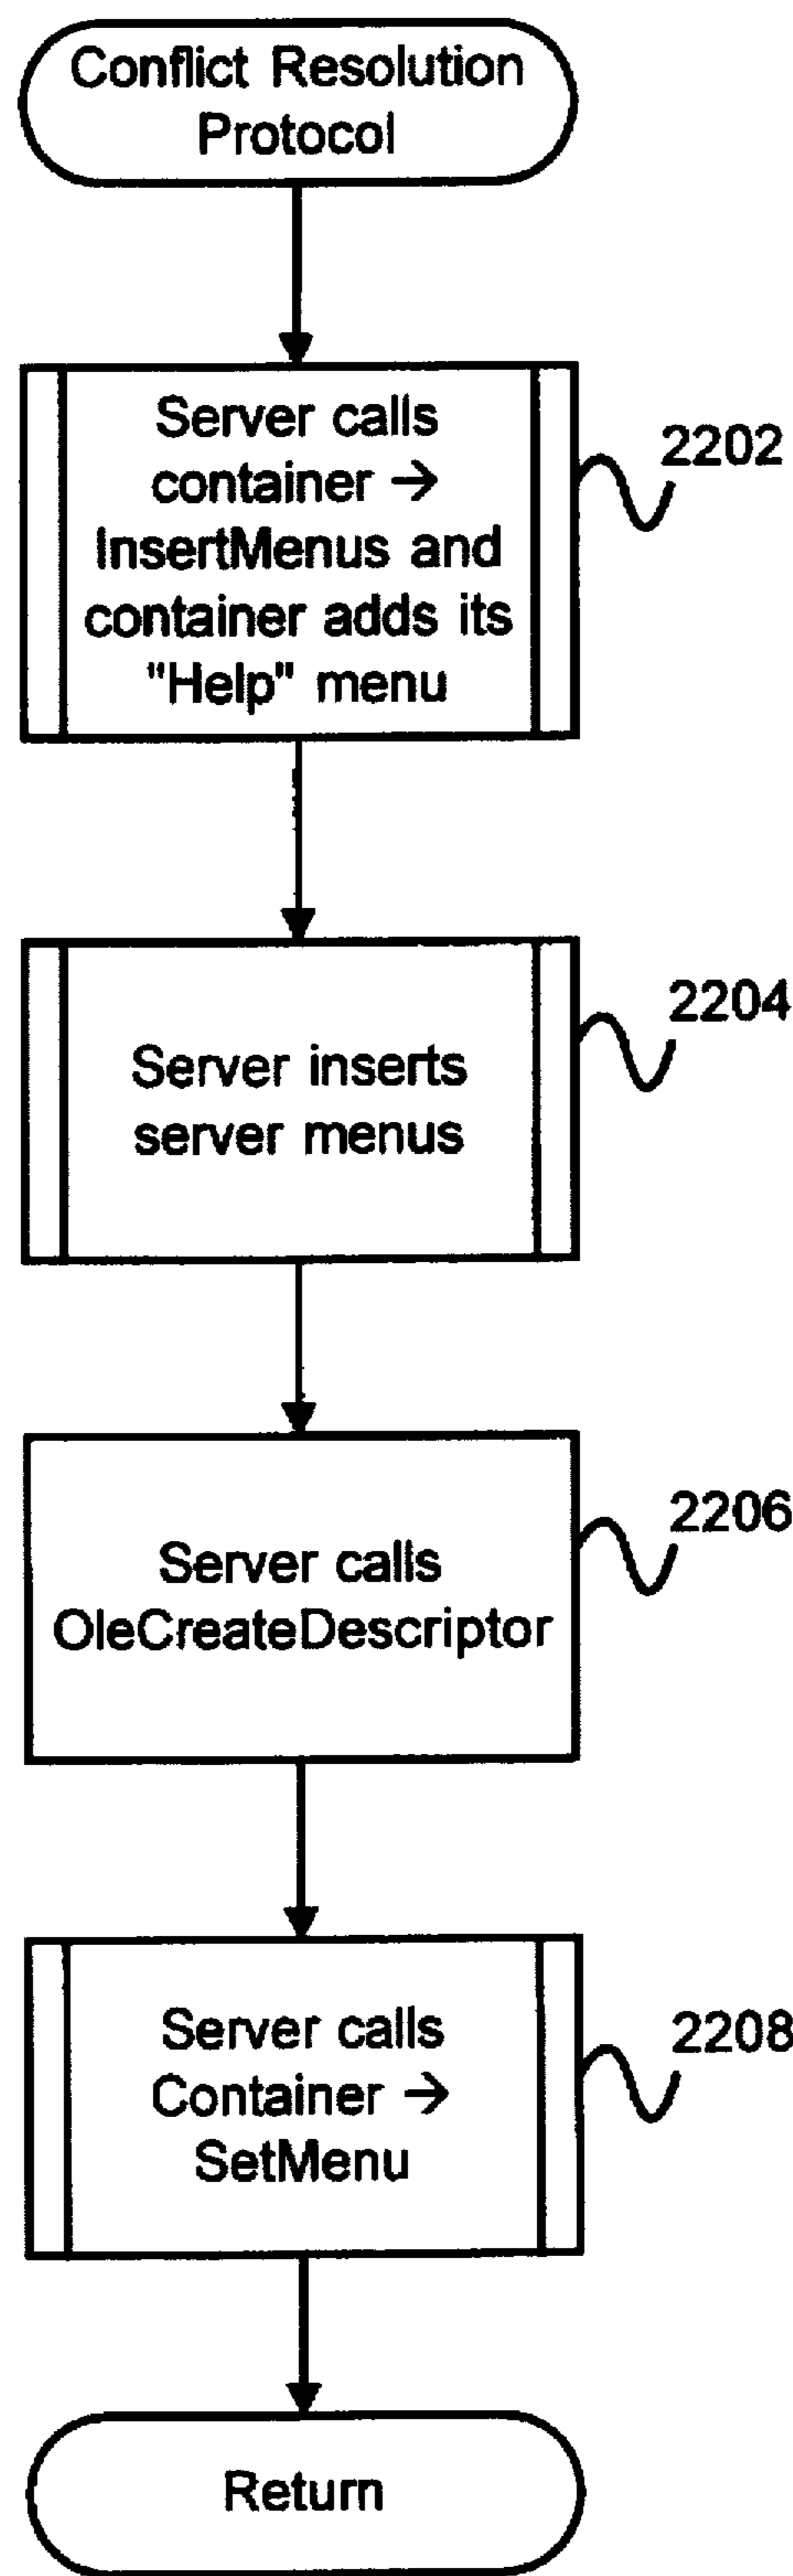 Conflict Resolution
Protocol
Server calls
container →
InsertMenus and
container adds its
"Help" menu
2202
Server inserts
server menus
2204
Server calls
OleCreateDescriptor
2206
Server calls
Container →
SetMenu
2208
Return